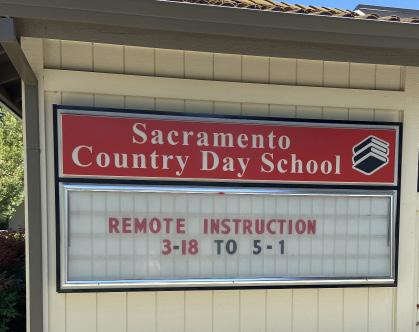 Sacramento
Country Day School
REMOTE INSTRUCTION
3-18 TO 5-1